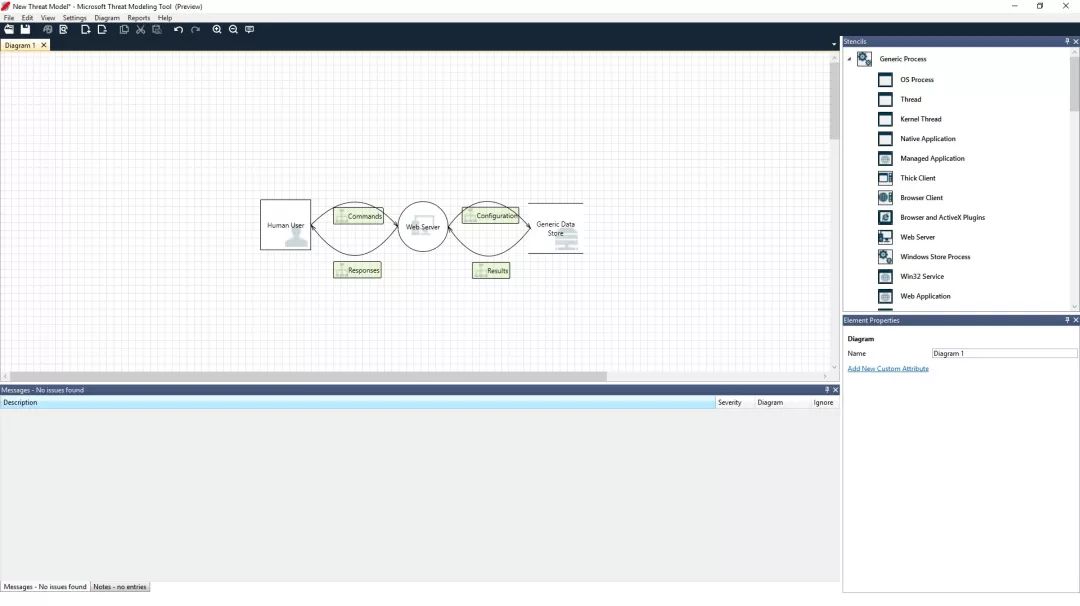 New Threat Model* - Microsoft Threat Modeling Tool (Preview)
File Edit View Settings Diagram Reports Help
Diagram 1
Human User
Commands
Responses
Web Server
Configuration
Results
Generic Data
Store
Stencils
Generic Process
OS Process
Thread
Kernel Thread
Native Application
Managed Application
Thick Client
Browser Client
Browser and ActiveX Plugins
Web Server
Windows Store Process
Win32 Service
Web Application
Element Properties
Diagram
Name Diagram 1
Add New Custom Attribute
Messages - No issues found
Description Severity Diagram Ignore
Messages - No issues found Notes - no entries